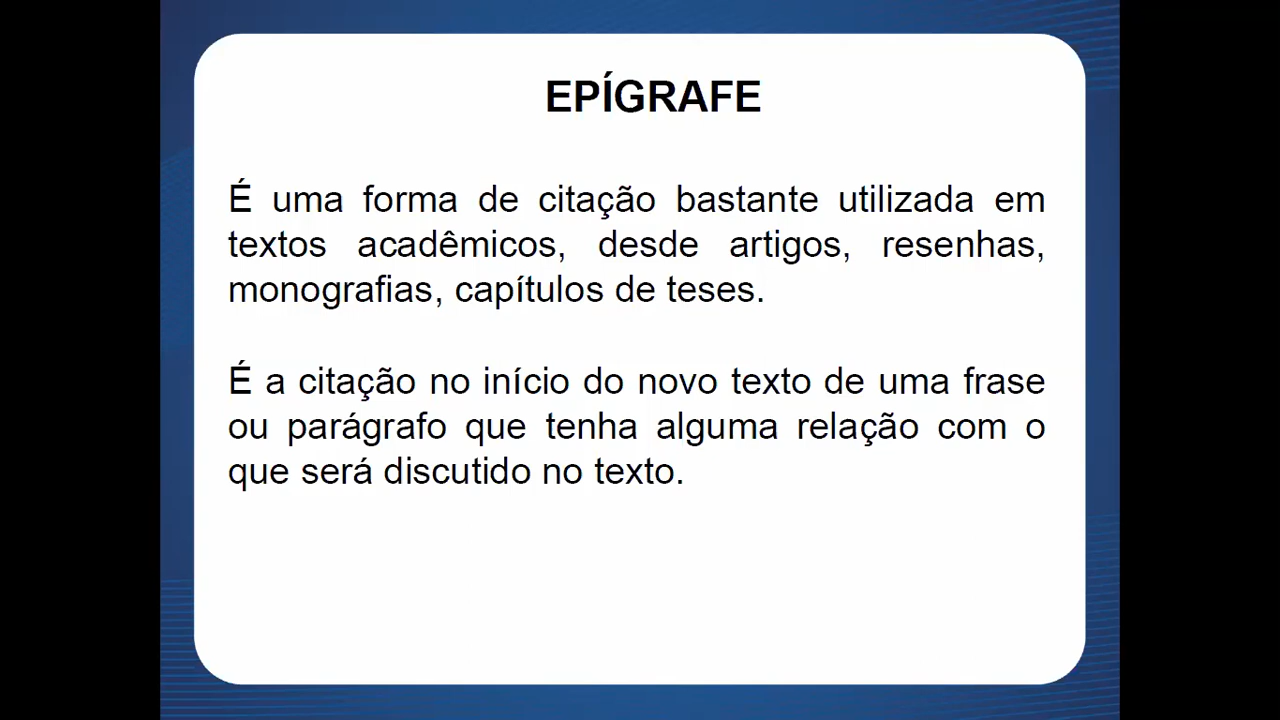 EPÍGRAFE
É uma forma de citação bastante utilizada em
textos acadêmicos, desde artigos, resenhas,
monografias, capítulos de teses.
É a citação no início do novo texto de uma frase
ou parágrafo que tenha alguma relação com o
que será discutido no texto.